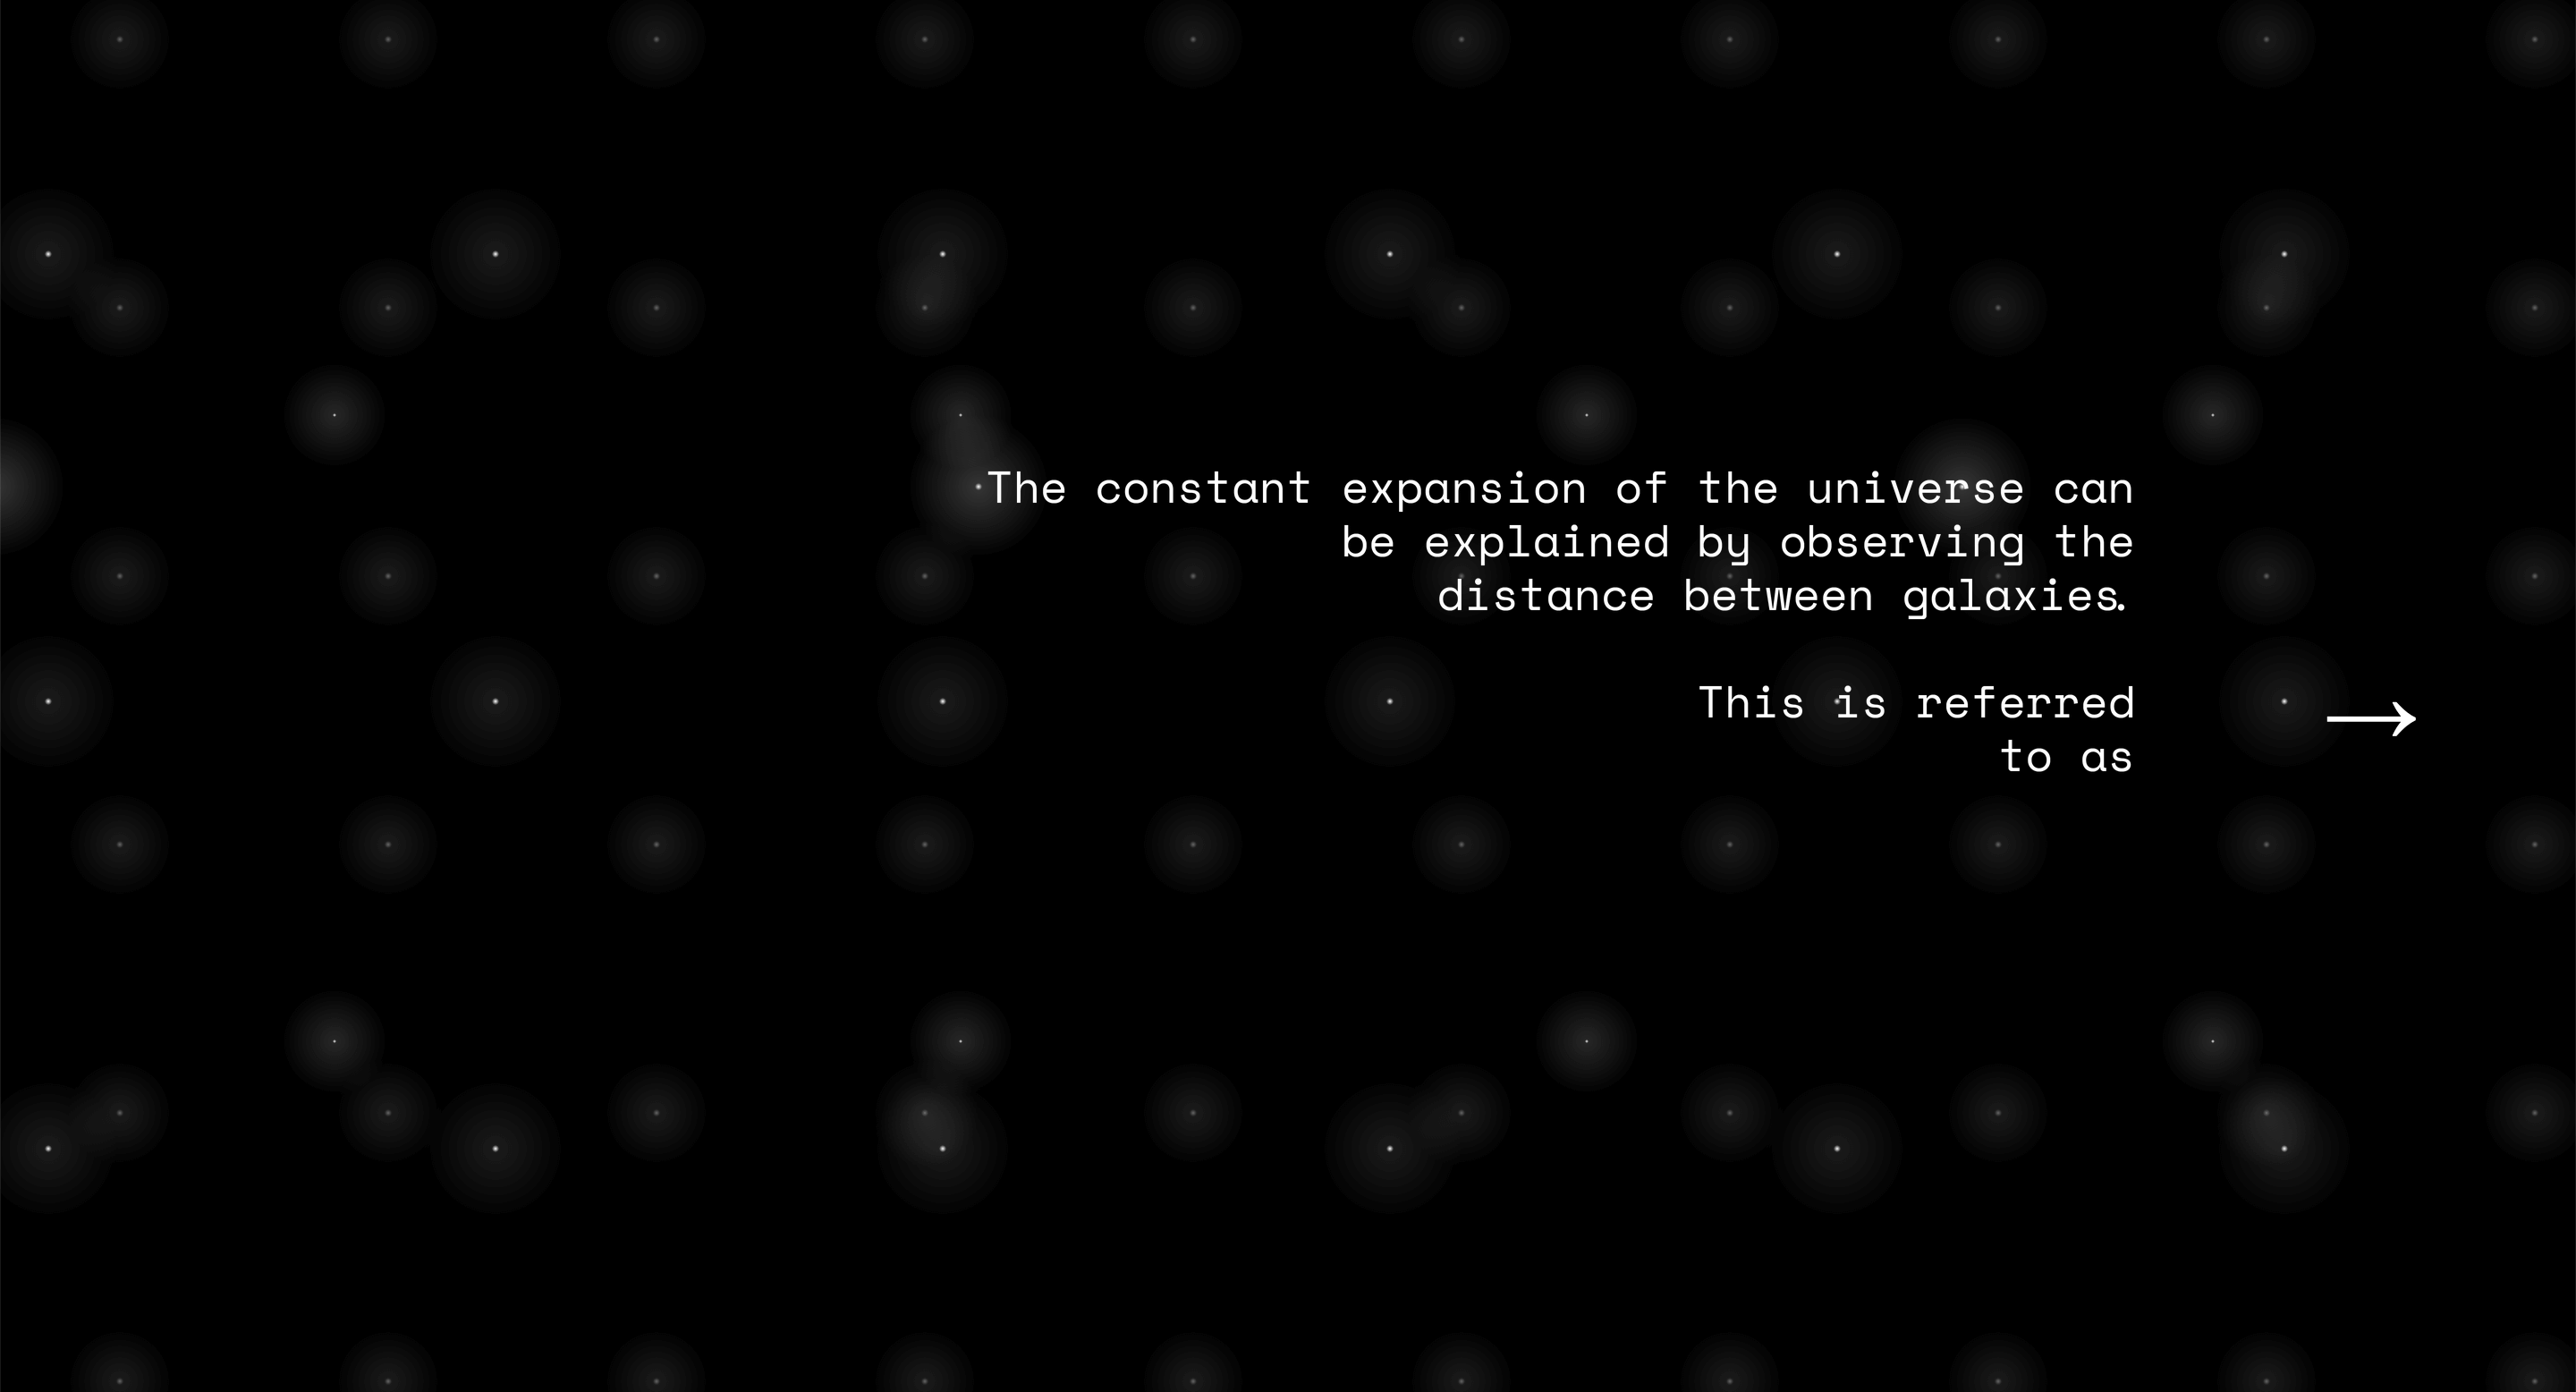 The constant expansion of the universe can
be explained by observing the
distance between galaxies.
This is referred
to as
→